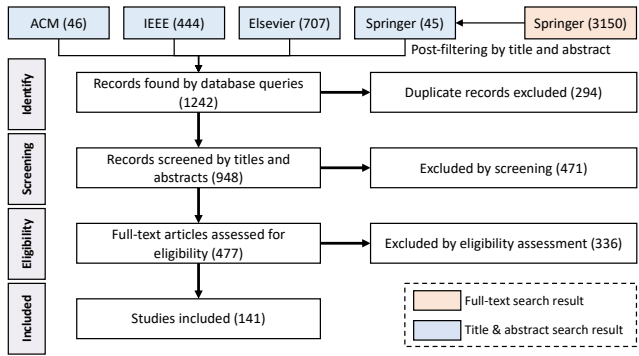 ACM (46)
IEEE (444)
Elsevier (707)
Springer (45)
Springer (3150)
Post-filtering by title and abstract
Identify
Records found by database queries
(1242)
Duplicate records excluded (294)
Screening
Records screened by titles and
abstracts (948)
Excluded by screening (471)
Eligibility
Full-text articles assessed for
eligibility (477)
Excluded by eligibility assessment (336)
Included
Studies included (141)
Full-text search result
Title & abstract search result